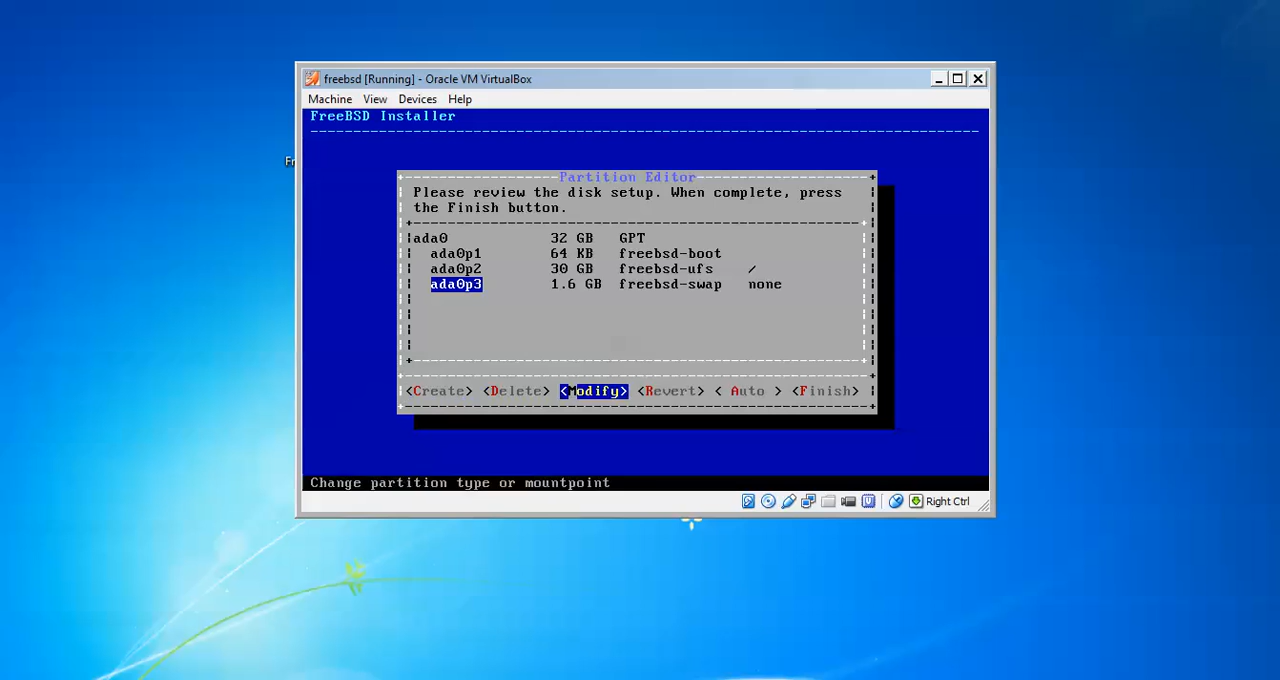 freebsd [Running] - Oracle VM VirtualBox
Machine View Devices Help
FreeBSD Installer
Fr
Partition Editor
Please review the disk setup. When complete, press
the Finish button.
ada0 32 GB GPT
ada0p1 64 KB freebsd-boot
ada0p2 30 GB freebsd-ufs /
ada0p3 1.6 GB freebsd-swap none
<Create> <Delete> <Modify> <Revert> < Auto > <Finish>
Change partition type or mountpoint
Right Ctrl